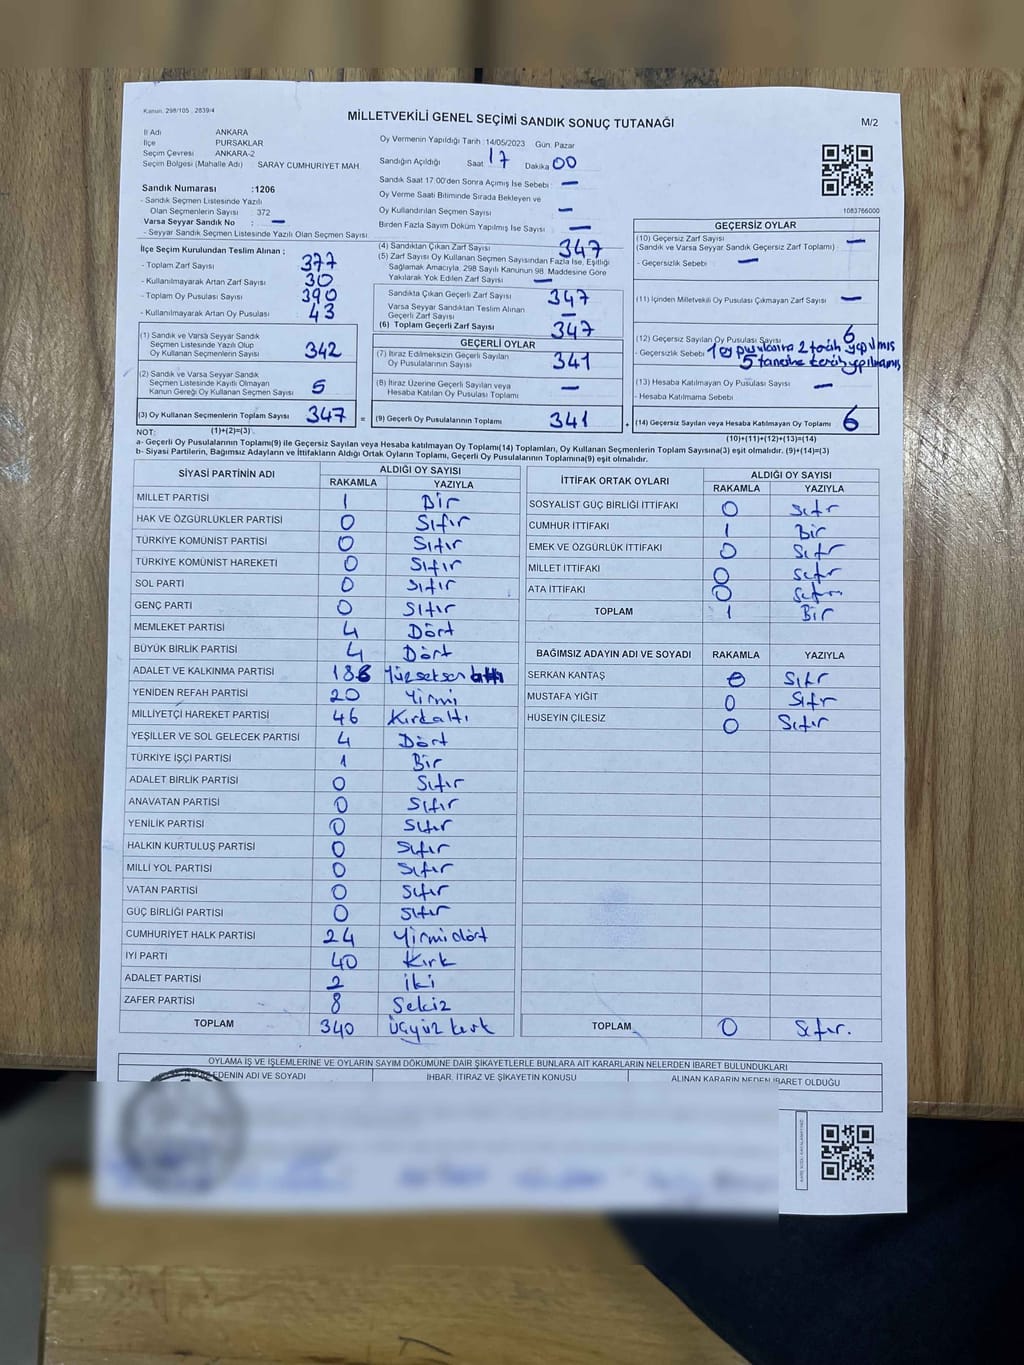 Kanun, 298/105 , 2839/4
MİLLETVEKİLİ GENEL SEÇİMİ SANDIK SONUÇ TUTANAĞI
M/2
İl Adı ANKARA
İlçe PURSAKLAR
Seçim Çevresi ANKARA-2
Seçim Bölgesi (Mahalle Adı) SARAY CUMHURIYET MAH.
Oy Vermenin Yapıldığı Tarih 14/05/2023 Gün. Pazar
Sandığın Açıldığı Saat 17 Dakika 00
Sandık Saat 17:00'den Sonra Açımış İse Sebebi : —
Oy Verme Saati Bitiminde Sırada Bekleyen ve
Oy Kullandırılan Seçmen Sayısı —
Birden Fazla Sayım Döküm Yapılmış İse Sayısı —
1083766000
Sandık Numarası :1206
- Sandık Seçmen Listesinde Yazılı
Olan Seçmenlerin Sayısı : 372
Varsa Seyyar Sandık No : —
- Seyyar Sandık Seçmen Listesinde Yazılı Olan Seçmen Sayısı
İlçe Seçim Kurulundan Teslim Alınan ;
- Toplam Zarf Sayısı 377
- Kullanılmayarak Artan Zarf Sayısı 30
- Toplam Oy Pusulası Sayısı 390
- Kullanılmayarak Artan Oy Pusulası 43
(1) Sandık ve Varsa Seyyar Sandık
Seçmen Listesinde Yazılı Olup
Oy Kullanan Seçmenlerin Sayısı 342
(2) Sandık ve Varsa Seyyar Sandık
Seçmen Listesinde Kayıtlı Olmayan
Kanun Gereği Oy Kullanan Seçmen Sayısı 5
(3) Oy Kullanan Seçmenlerin Toplam Sayısı 347 =
(4) Sandıktan Çıkan Zarf Sayısı 347
(5) Zarf Sayısı Oy Kullanan Seçmen Sayısından Fazla İse, Eşitliği
Sağlamak Amacıyla, 298 Sayılı Kanunun 98. Maddesine Göre
Yakılarak Yok Edilen Zarf Sayısı —
Sandıkta Çıkan Geçerli Zarf Sayısı 347
Varsa Seyyar Sandıktan Teslim Alınan
Geçerli Zarf Sayısı —
(6) Toplam Geçerli Zarf Sayısı 347
GEÇERLİ OYLAR
(7) İtiraz Edilmeksizin Geçerli Sayılan
Oy Pusulalarının Toplamı 341
(8) İtiraz Üzerine Geçerli Sayılan veya
Hesaba Katılan Oy Pusulası Toplamı —
(9) Geçerli Oy Pusulalarının Toplamı 341 +
GEÇERSİZ OYLAR
(10) Geçersiz Zarf Sayısı —
(Sandık ve Varsa Seyyar Sandık Geçersiz Zarf Toplamı)
- Geçersizlik Sebebi —
(11) İçinden Milletvekili Oy Pusulası Çıkmayan Zarf Sayısı —
(12) Geçersiz Sayılan Oy Pusulası Sayısı 6
- Geçersizlik Sebebi 1 oy pusulasına 2 tercih yapılmış
5 tanesine tercih yapılmamış
(13) Hesaba Katılmayan Oy Pusulası Sayısı —
- Hesaba Katılmama Sebebi
(14) Geçersiz Sayılan veya Hesaba Katılmayan Oy Toplamı 6
NOT: (1)+(2)=(3)
(10)+(11)+(12)+(13)=(14)
a- Geçerli Oy Pusulalarının Toplamı(9) ile Geçersiz Sayılan veya Hesaba katılmayan Oy Toplamı(14) Toplamları, Oy Kullanan Seçmenlerin Toplam Sayısına(3) eşit olmalıdır. (9)+(14)=(3)
b- Siyasi Partilerin, Bağımsız Adayların ve İttifakların Aldığı Ortak Oyların Toplamı, Geçerli Oy Pusulalarının Toplamına(9) eşit olmalıdır.
SİYASİ PARTİNİN ADI ALDIĞI OY SAYISI
RAKAMLA YAZIYLA
MİLLET PARTİSİ 1 Bir
HAK VE ÖZGÜRLÜKLER PARTİSİ 0 Sıfır
TÜRKİYE KOMÜNİST PARTİSİ 0 Sıfır
TÜRKİYE KOMÜNİST HAREKETİ 0 Sıfır
SOL PARTİ 0 Sıfır
GENÇ PARTİ 0 Sıfır
MEMLEKET PARTİSİ 4 Dört
BÜYÜK BİRLİK PARTİSİ 4 Dört
ADALET VE KALKINMA PARTİSİ 186 Yüzseksen altı
YENİDEN REFAH PARTİSİ 20 Yirmi
MİLLİYETÇİ HAREKET PARTİSİ 46 Kırkaltı
YEŞİLLER VE SOL GELECEK PARTİSİ 4 Dört
TÜRKİYE İŞÇİ PARTİSİ 1 Bir
ADALET BİRLİK PARTİSİ 0 Sıfır
ANAVATAN PARTİSİ 0 Sıfır
YENİLİK PARTİSİ 0 Sıfır
HALKIN KURTULUŞ PARTİSİ 0 Sıfır
MİLLİ YOL PARTİSİ 0 Sıfır
VATAN PARTİSİ 0 Sıfır
GÜÇ BİRLİĞİ PARTİSİ 0 Sıfır
CUMHURİYET HALK PARTİSİ 24 Yirmidört
İYİ PARTİ 40 Kırk
ADALET PARTİSİ 2 iki
ZAFER PARTİSİ 8 Sekiz
TOPLAM 340 Üçyüz kırk
İTTİFAK ORTAK OYLARI ALDIĞI OY SAYISI
RAKAMLA YAZIYLA
SOSYALİST GÜÇ BİRLİĞİ İTTİFAKI 0 Sıfır
CUMHUR İTTİFAKI 1 Bir
EMEK VE ÖZGÜRLÜK İTTİFAKI 0 Sıfır
MİLLET İTTİFAKI 0 Sıfır
ATA İTTİFAKI 0 Sıfır
TOPLAM 1 Bir
BAĞIMSIZ ADAYIN ADI VE SOYADI RAKAMLA YAZIYLA
SERKAN KANTAŞ 0 Sıfır
MUSTAFA YİĞİT 0 Sıfır
HÜSEYİN ÇİLESİZ 0 Sıfır
TOPLAM 0 Sıfır.
OYLAMA İŞ VE İŞLEMLERİNE VE OYLARIN SAYIM DÖKÜMÜNE DAİR ŞİKAYETLERLE BUNLARA AİT KARARLARIN NELERDEN İBARET BULUNDUKLARI
EDENİN ADI VE SOYADI İHBAR, İTİRAZ VE ŞİKAYETİN KONUSU ALINAN KARARIN NEDEN İBARET OLDUĞU